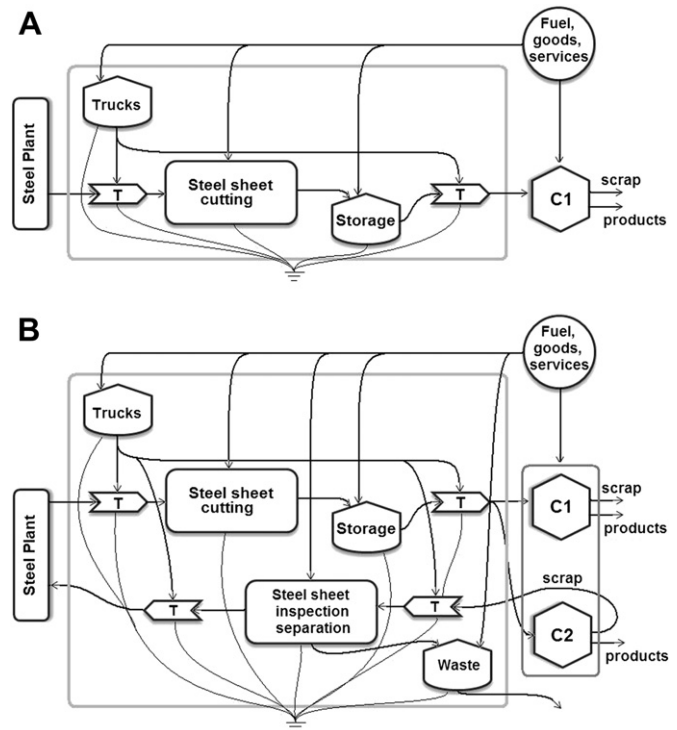 A
Fuel,
goods,
services
Trucks
Steel Plant
T
Steel sheet
cutting
Storage
T
C1
scrap
products
B
Fuel,
goods,
services
Trucks
Steel Plant
T
Steel sheet
cutting
Storage
T
C1
scrap
products
T
Steel sheet
inspection
separation
T
scrap
C2
products
Waste